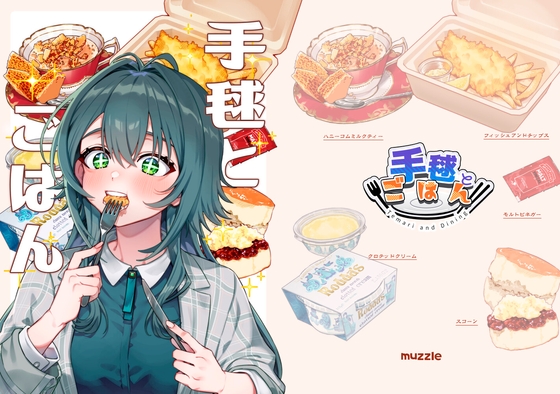 手毬と
ごはん
ハニーゴムミルクティー
フィッシュアンドチップス
手毬と
ごはん
Temari and Dining
モルトビネガー
クロテッドクリーム
RODDA'S
スコーン
muzzle